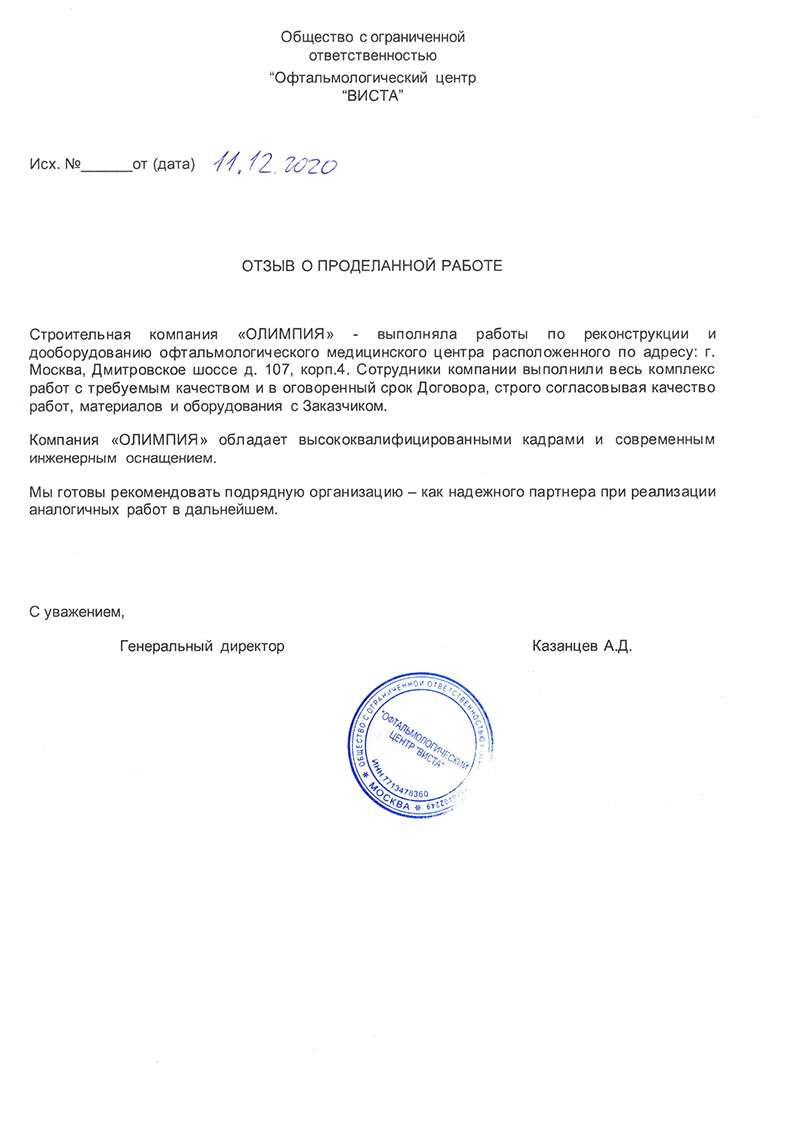 Общество с ограниченной
ответственностью
“Офтальмологический центр
“ВИСТА”
Исх. №______от (дата) 11.12.2020
ОТЗЫВ О ПРОДЕЛАННОЙ РАБОТЕ
Строительная компания «ОЛИМПИЯ» - выполняла работы по реконструкции и
дооборудованию офтальмологического медицинского центра расположенного по адресу: г.
Москва, Дмитровское шоссе д. 107, корп.4. Сотрудники компании выполнили весь комплекс
работ с требуемым качеством и в оговоренный срок Договора, строго согласовывая качество
работ, материалов и оборудования с Заказчиком.
Компания «ОЛИМПИЯ» обладает высококвалифицированными кадрами и современным
инженерным оснащением.
Мы готовы рекомендовать подрядную организацию – как надежного партнера при реализации
аналогичных работ в дальнейшем.
С уважением,
Генеральный директор Казанцев А.Д.
ОБЩЕСТВО С ОГРАНИЧЕННОЙ ОТВЕТСТВЕННОСТЬЮ
"ОФТАЛЬМОЛОГИЧЕСКИЙ
ЦЕНТР "ВИСТА"
ИНН 7713478360
* МОСКВА *